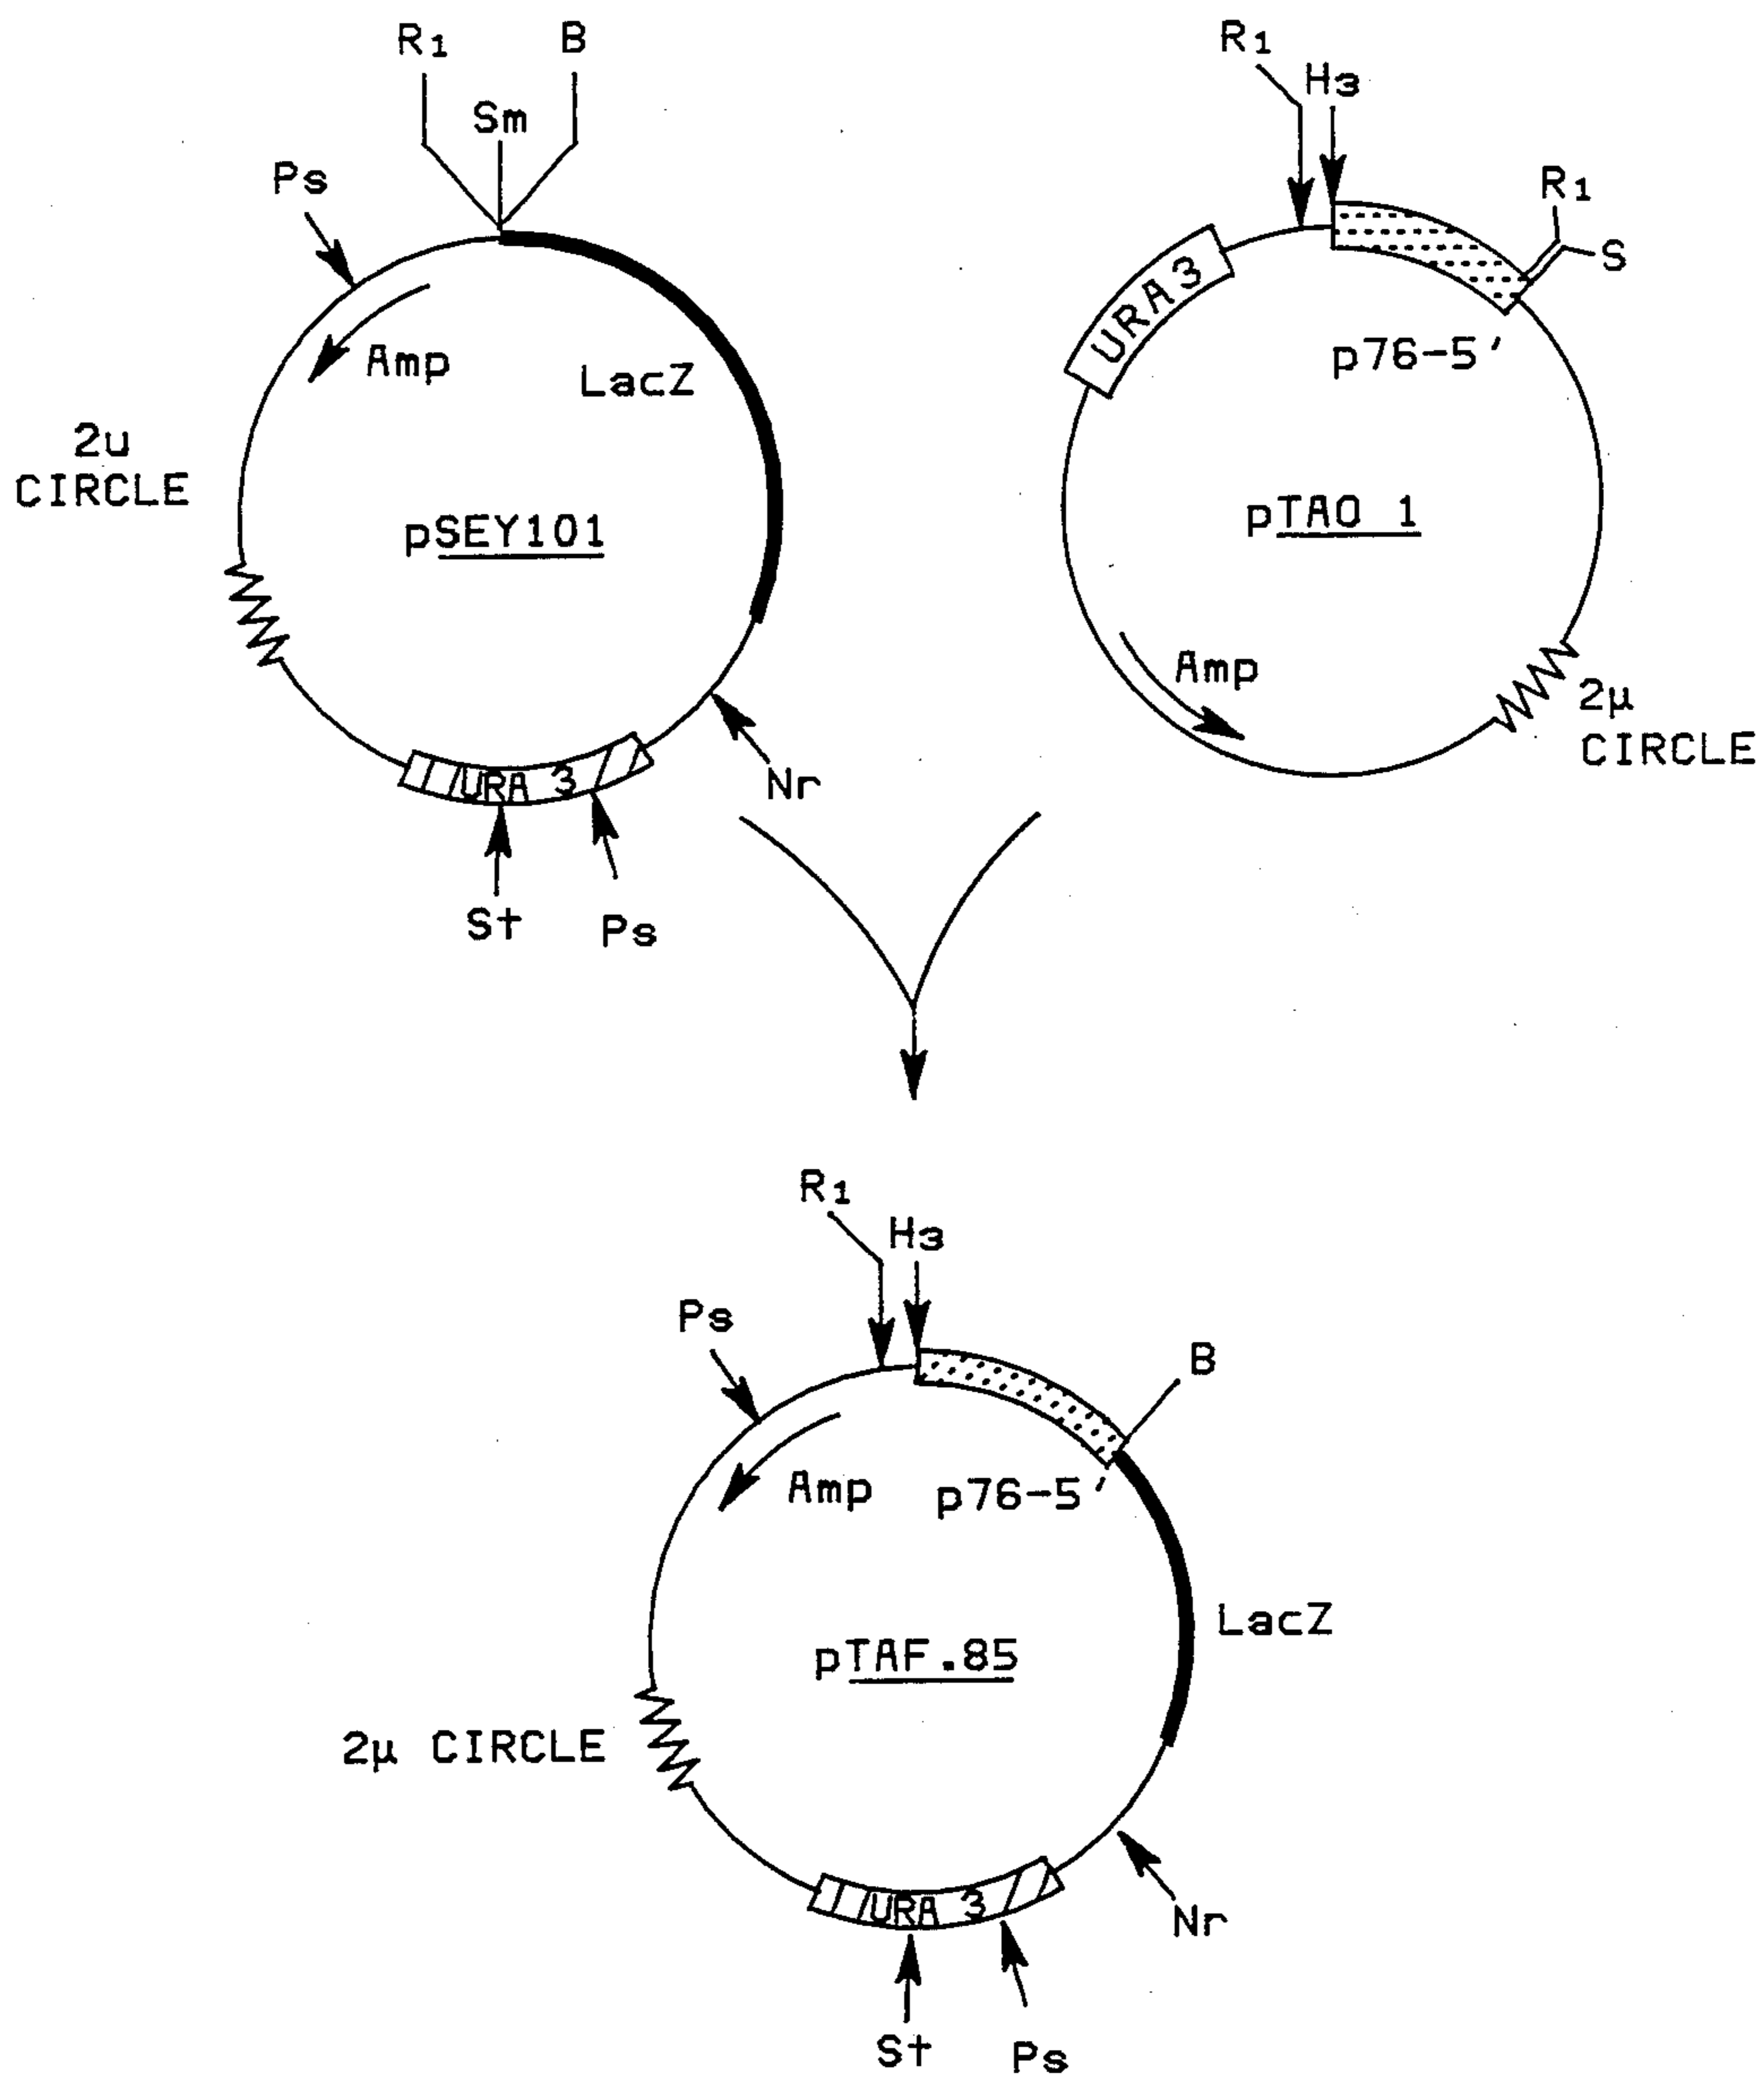 R1
B
Sm
Ps
Amp
LacZ
2u
CIRCLE
pSEY101
URA 3
Nr
St
Ps
R1
H3
R1
S
URA3
p76-5'
pTAO 1
Amp
2µ
CIRCLE
R1
H3
Ps
B
Amp
p76-5'
LacZ
pTAF.85
2µ CIRCLE
URA 3
Nr
St
Ps